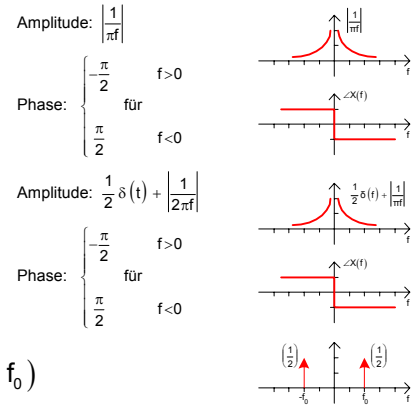 Amplitude: |1/(πf)|
|1/(πf)|
f
Phase: { -π/2 f>0
für
π/2 f<0
∠X(f)
f
Amplitude: 1/2 δ(t) + |1/(2πf)|
1/2 δ(f) + |1/(πf)|
f
Phase: { -π/2 f>0
für
π/2 f<0
∠X(f)
f
f₀)
(1/2) (1/2)
-f₀ f₀ f